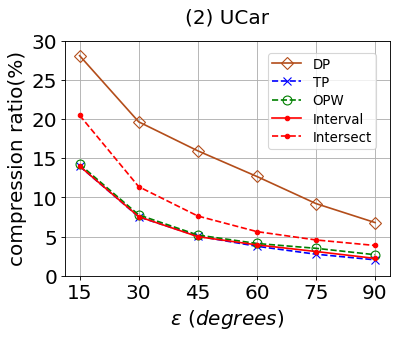 (2) UCar
compression ratio(%)
30
25
20
15
10
5
0
DP
TP
OPW
Interval
Intersect
15 30 45 60 75 90
ε (degrees)